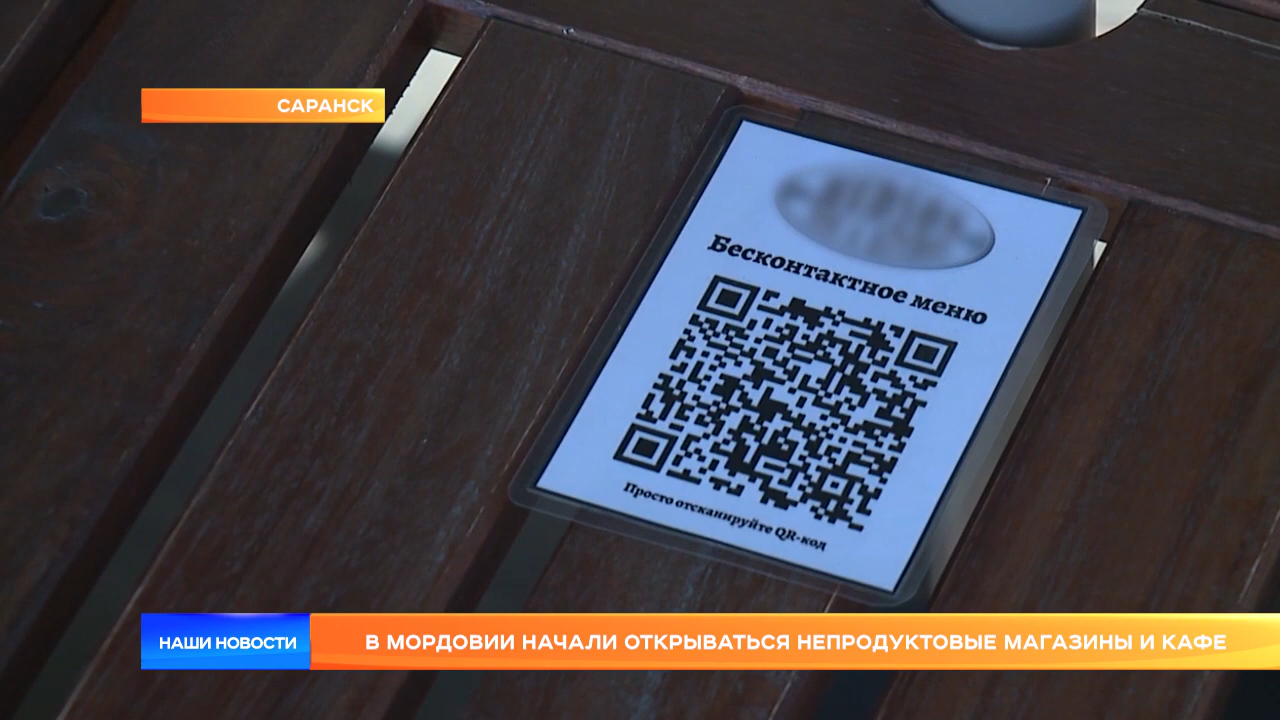 САРАНСК
Бесконтактное меню
Просто отсканируйте QR-код
НАШИ НОВОСТИ
В МОРДОВИИ НАЧАЛИ ОТКРЫВАТЬСЯ НЕПРОДУКТОВЫЕ МАГАЗИНЫ И КАФЕ